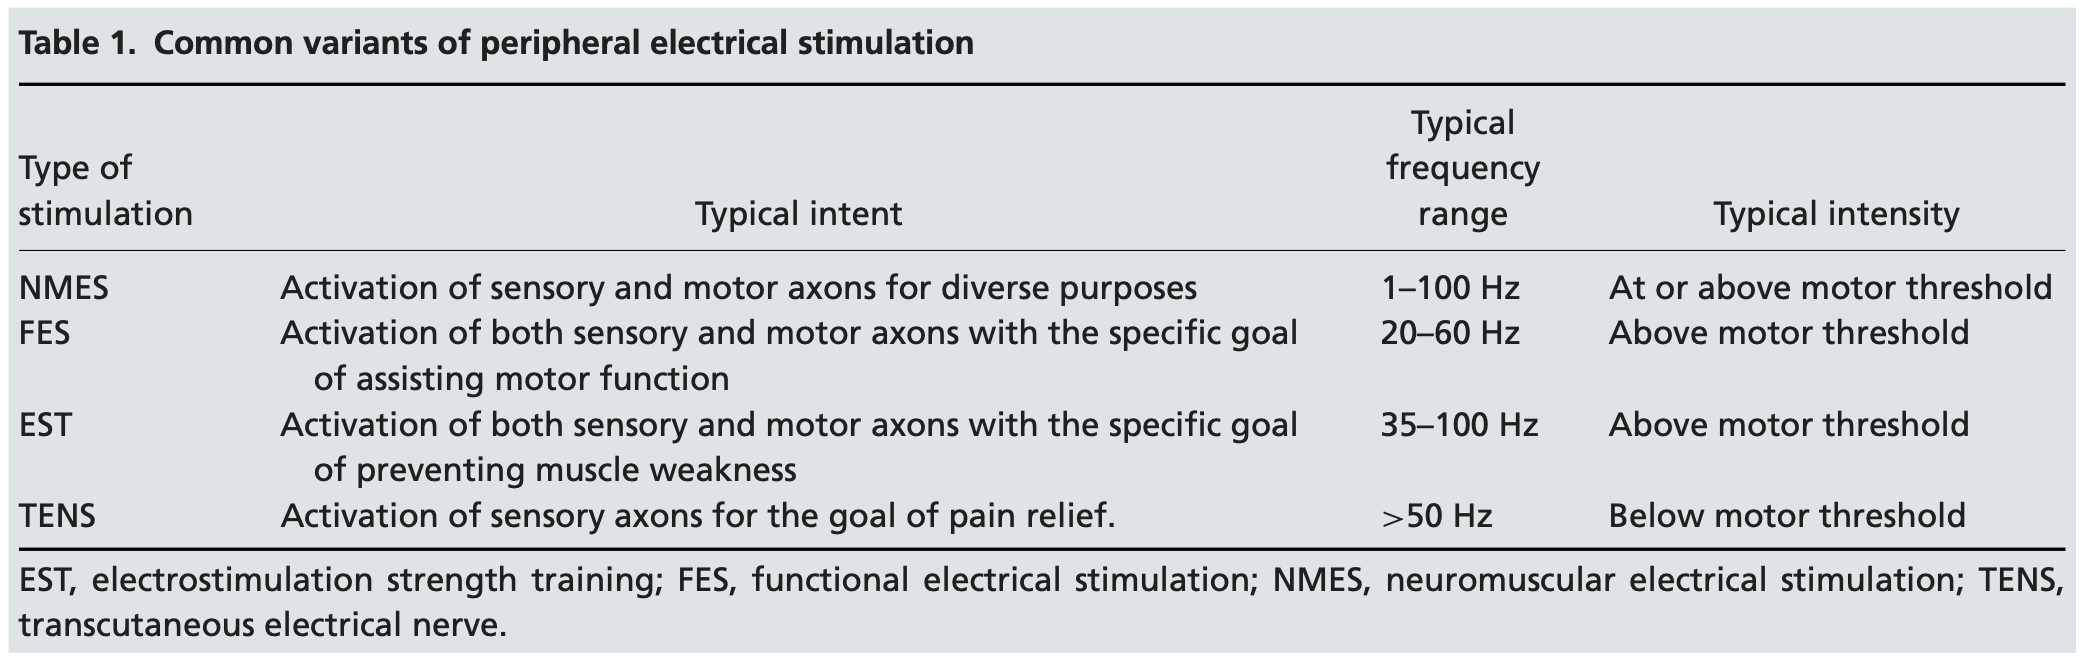 Table 1. Common variants of peripheral electrical stimulation
Type of stimulation Typical intent Typical frequency range Typical intensity
NMES Activation of sensory and motor axons for diverse purposes 1–100 Hz At or above motor threshold
FES Activation of both sensory and motor axons with the specific goal 20–60 Hz Above motor threshold
of assisting motor function
EST Activation of both sensory and motor axons with the specific goal 35–100 Hz Above motor threshold
of preventing muscle weakness
TENS Activation of sensory axons for the goal of pain relief. >50 Hz Below motor threshold
EST, electrostimulation strength training; FES, functional electrical stimulation; NMES, neuromuscular electrical stimulation; TENS,
transcutaneous electrical nerve.